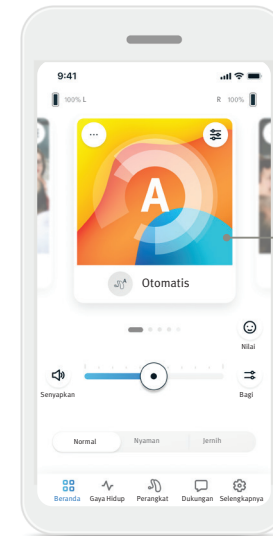 9:41
100% L
R 100%
A
Otomatis
Nilai
Senyapkan
Bagi
Normal Nyaman Jernih
Beranda Gaya Hidup Perangkat Dukungan Selengkapnya